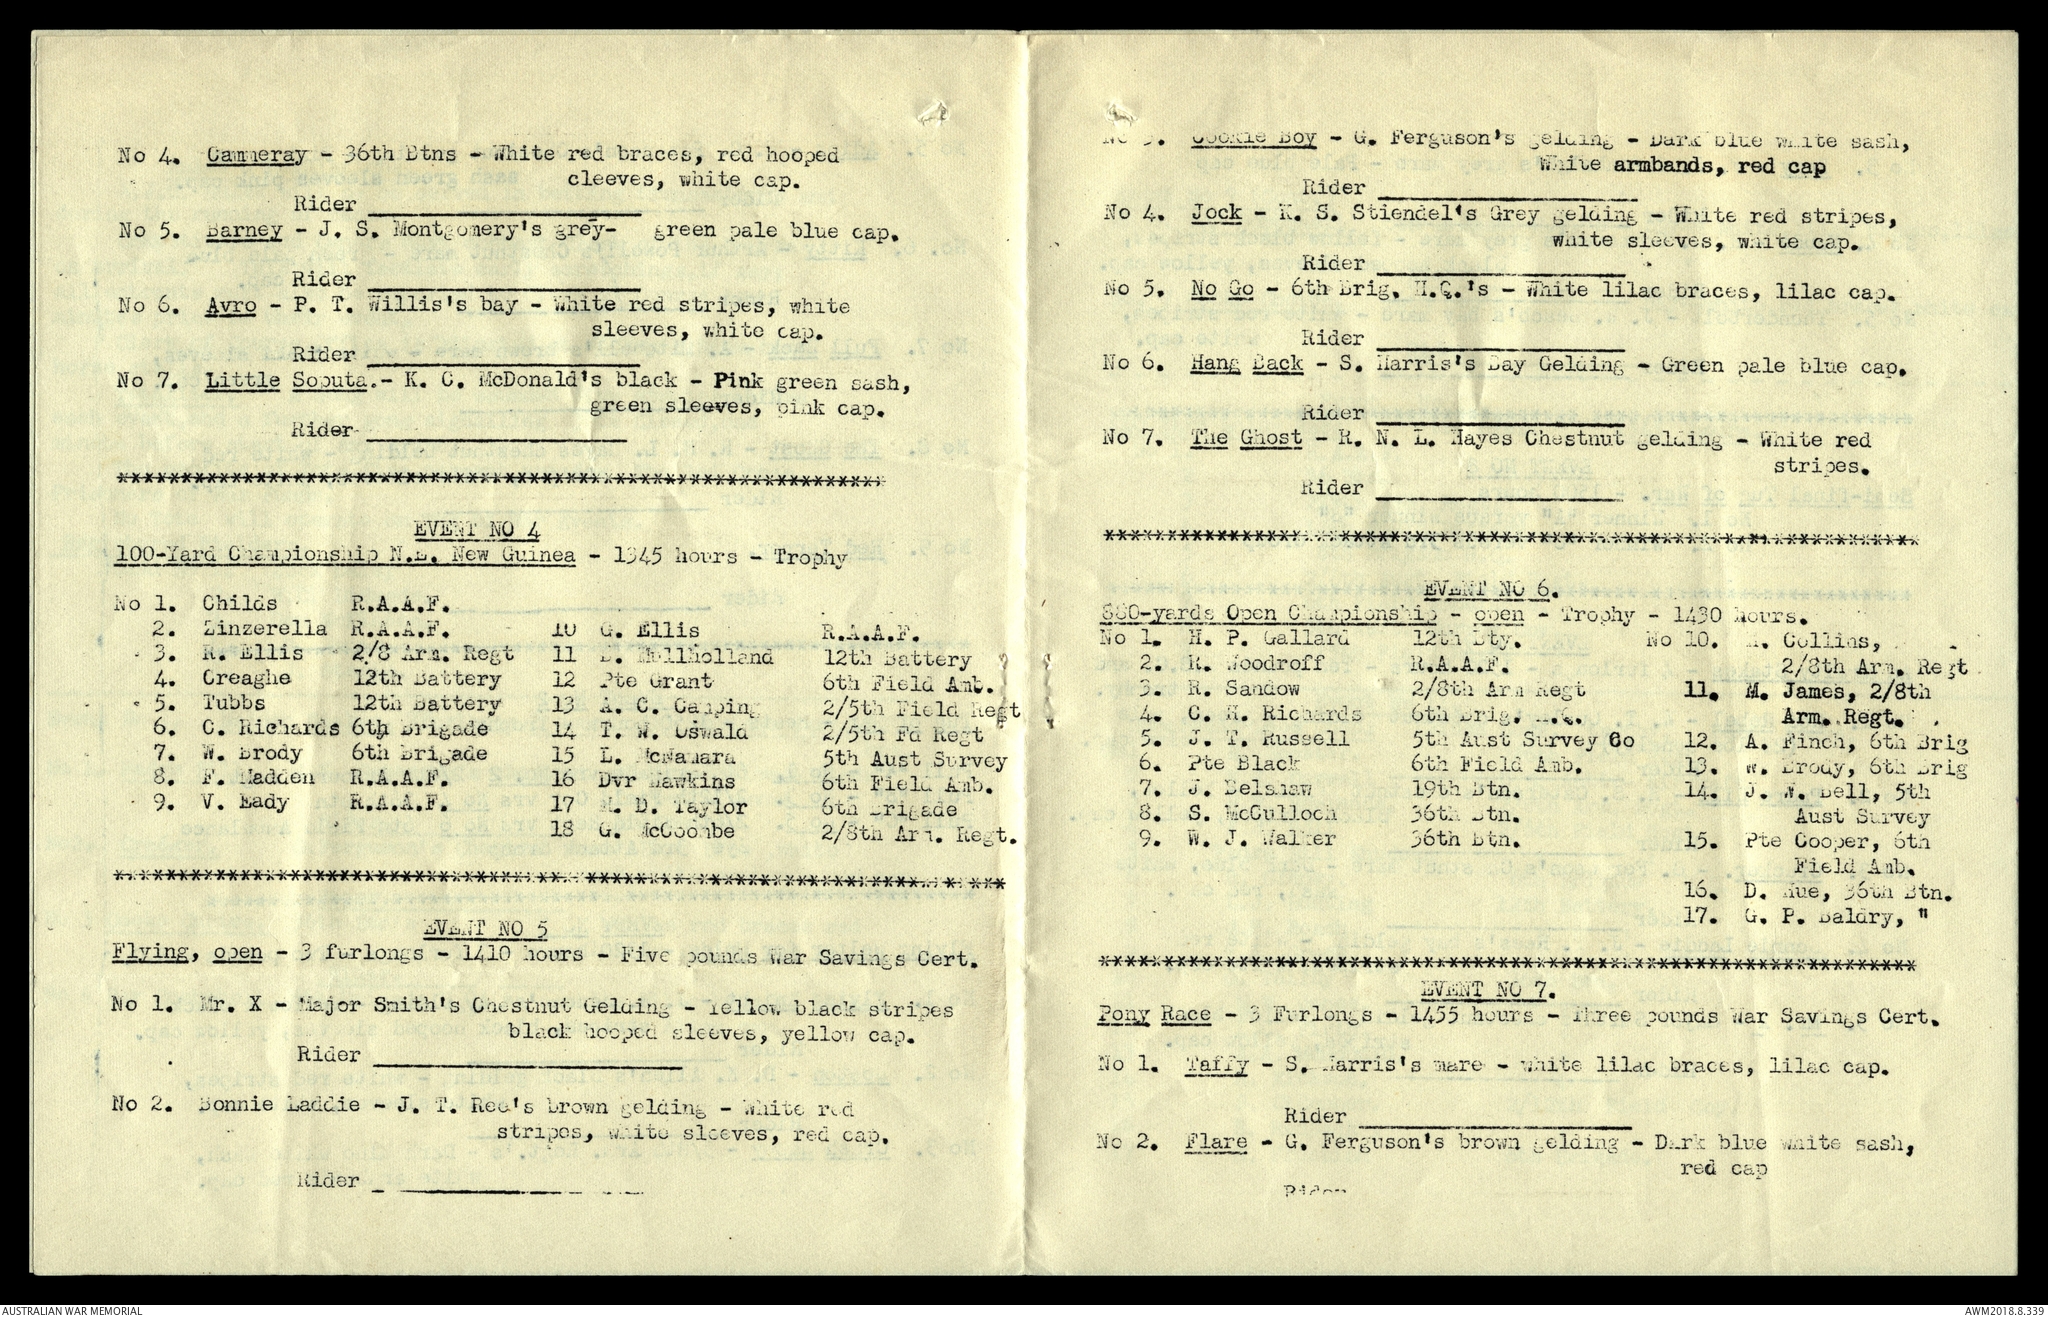 No 4. Cammeray - 36th Btns - White red braces, red hooped
cleeves, white cap.
Rider
No 5. Barney - J. S. Montgomery's grey- green pale blue cap.
Rider
No 6. Avro - P. T. Willis's bay - White red stripes, white
sleeves, white cap.
Rider
No 7. Little Soputa.- K. C. McDonald's black - Pink green sash,
green sleeves, pink cap.
Rider
****************************************************************
EVENT NO 4
100-Yard Championship N.E. New Guinea - 1345 hours - Trophy
No 1. Childs R.A.A.F.
2. Zinzerella R.A.A.F. 10 G. Ellis R.A.A.F.
3. R. Ellis 2/8 Arm. Regt 11 Mullholland 12th Battery
4. Creaghe 12th Battery 12 Pte Grant 6th Field Amb.
5. Tubbs 12th Battery 13 A. C. Camping 2/5th Field Regt
6. C. Richards 6th Brigade 14 T. W. Oswald 2/5th Fd Regt
7. W. Brody 6th Brigade 15 L. McNamara 5th Aust Survey
8. F. Madden R.A.A.F. 16 Dvr Hawkins 6th Field Amb.
9. V. Eady R.A.A.F. 17 M. D. Taylor 6th Brigade
18 G. McCoombe 2/8th Arm. Regt.
****************************************************************
EVENT NO 5
Flying, open - 3 furlongs - 1410 hours - Five pounds War Savings Cert.
No 1. Mr. X - Major Smith's Chestnut Gelding - Yellow black stripes
black hooped sleeves, yellow cap.
Rider
No 2. Bonnie Laddie - J. T. Ree's brown gelding - White red
stripes, white sleeves, red cap.
Rider
No 3. Cookie Boy - G. Ferguson's gelding - Dark blue white sash,
White armbands, red cap
Rider
No 4. Jock - K. S. Stiendel's Grey gelding - White red stripes,
white sleeves, white cap.
Rider
No 5. No Go - 6th Brig. H.Q.'s - White lilac braces, lilac cap.
Rider
No 6. Hang Back - S. Harris's Bay Gelding - Green pale blue cap.
Rider
No 7. The Ghost - R. N. L. Hayes Chestnut gelding - White red
stripes.
Rider
****************************************************************
EVENT NO 6.
880-yards Open Championship - open - Trophy - 1430 hours.
No 1. H. P. Gallard 12th Bty. No 10. Collins,
2. R. Woodroff R.A.A.F. 2/8th Arm. Regt
3. R. Sandow 2/8th Arm Regt 11. M. James, 2/8th
4. C. H. Richards 6th Brig. H.Q. Arm. Regt.
5. J. T. Russell 5th Aust Survey Co 12. A. Finch, 6th Brig
6. Pte Black 6th Field Amb. 13. W. Brody, 6th Brig
7. J. Belshaw 19th Btn. 14. J. W. Bell, 5th
8. S. McCulloch 36th Btn. Aust Survey
9. W. J. Walker 36th Btn. 15. Pte Cooper, 6th
Field Amb.
16. D. Hue, 36th Btn.
17. G. P. Baldry, "
****************************************************************
EVENT NO 7.
Pony Race - 3 Furlongs - 1455 hours - Three pounds War Savings Cert.
No 1. Taffy - S. Harris's mare - white lilac braces, lilac cap.
Rider
No 2. Flare - G. Ferguson's brown gelding - Dark blue white sash,
red cap
Rider
AUSTRALIAN WAR MEMORIAL
AWM2018.8.339